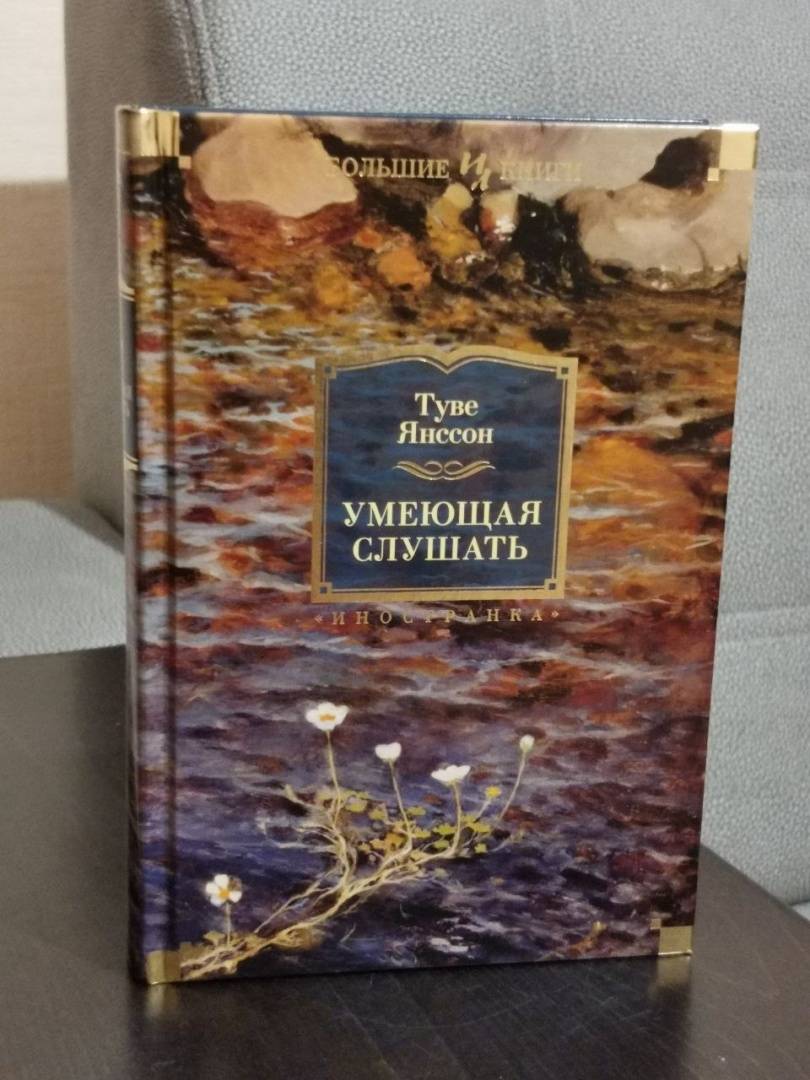 БОЛЬШИЕ И КНИГИ
Туве
Янссон
УМЕЮЩАЯ
СЛУШАТЬ
«ИНОСТРАНКА»